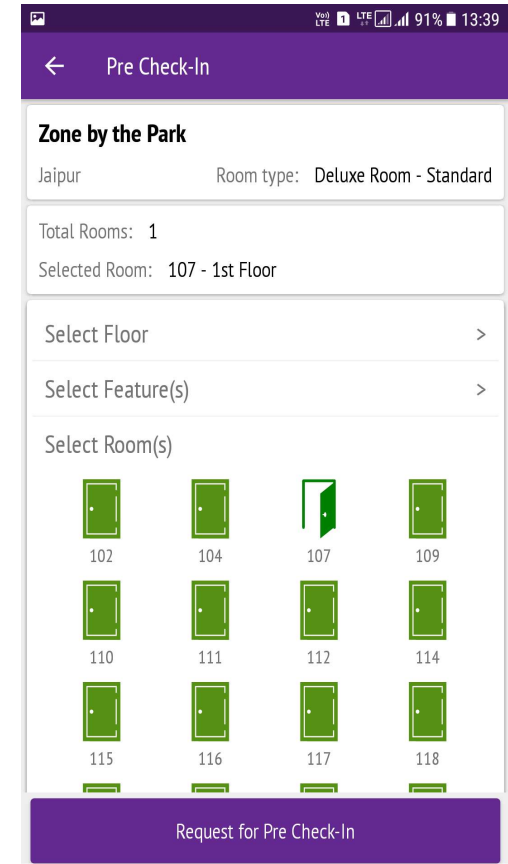 Vo) LTE 1 LTE 91% 13:39
Pre Check-In
Zone by the Park
Jaipur Room type: Deluxe Room - Standard
Total Rooms: 1
Selected Room: 107 - 1st Floor
Select Floor >
Select Feature(s) >
Select Room(s)
102 104 107 109
110 111 112 114
115 116 117 118
Request for Pre Check-In